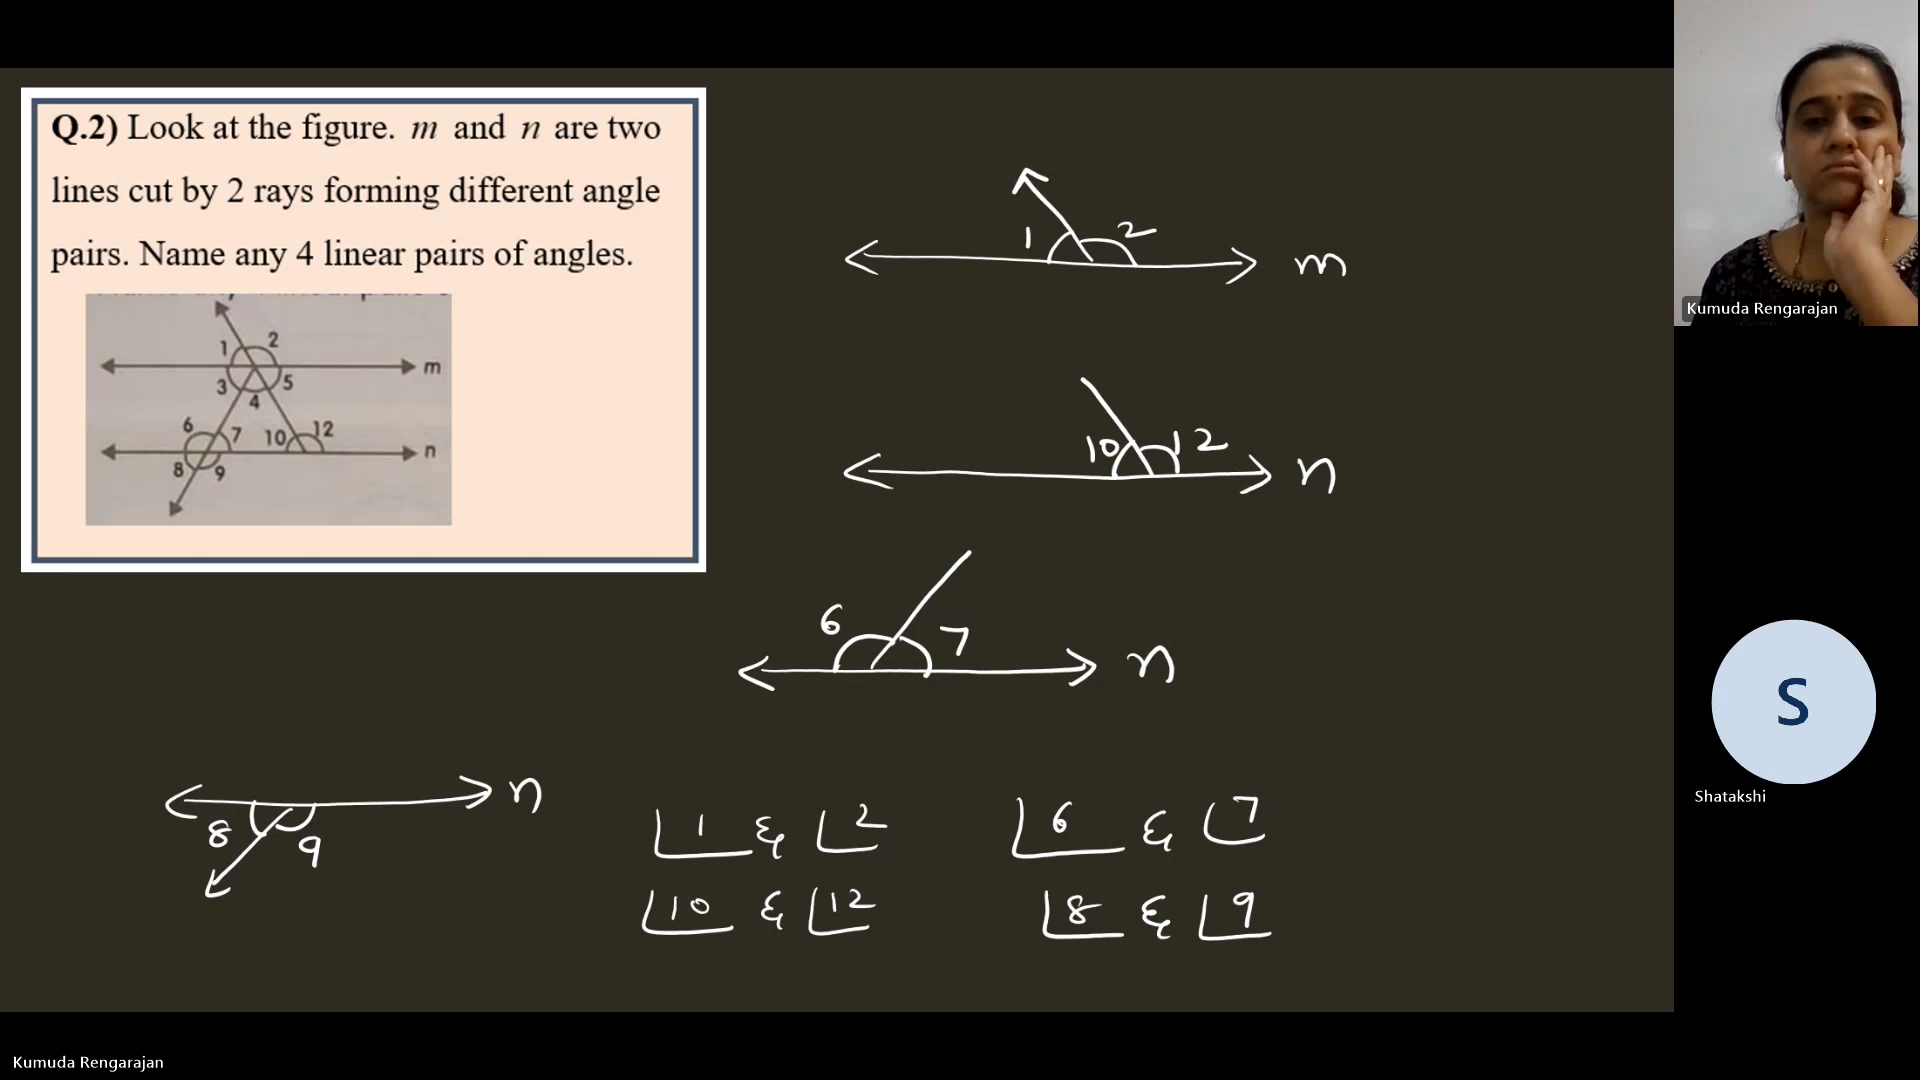 Q.2) Look at the figure. m and n are two
lines cut by 2 rays forming different angle
pairs. Name any 4 linear pairs of angles.
1 2
m
3 5
4
6 7 10 12
n
8 9
1 2
m
10 12
n
6 7
n
n
8 9
∠1 & ∠2
∠6 & ∠7
∠10 & ∠12
∠8 & ∠9
Kumuda Rengarajan
S
Shatakshi
Kumuda Rengarajan